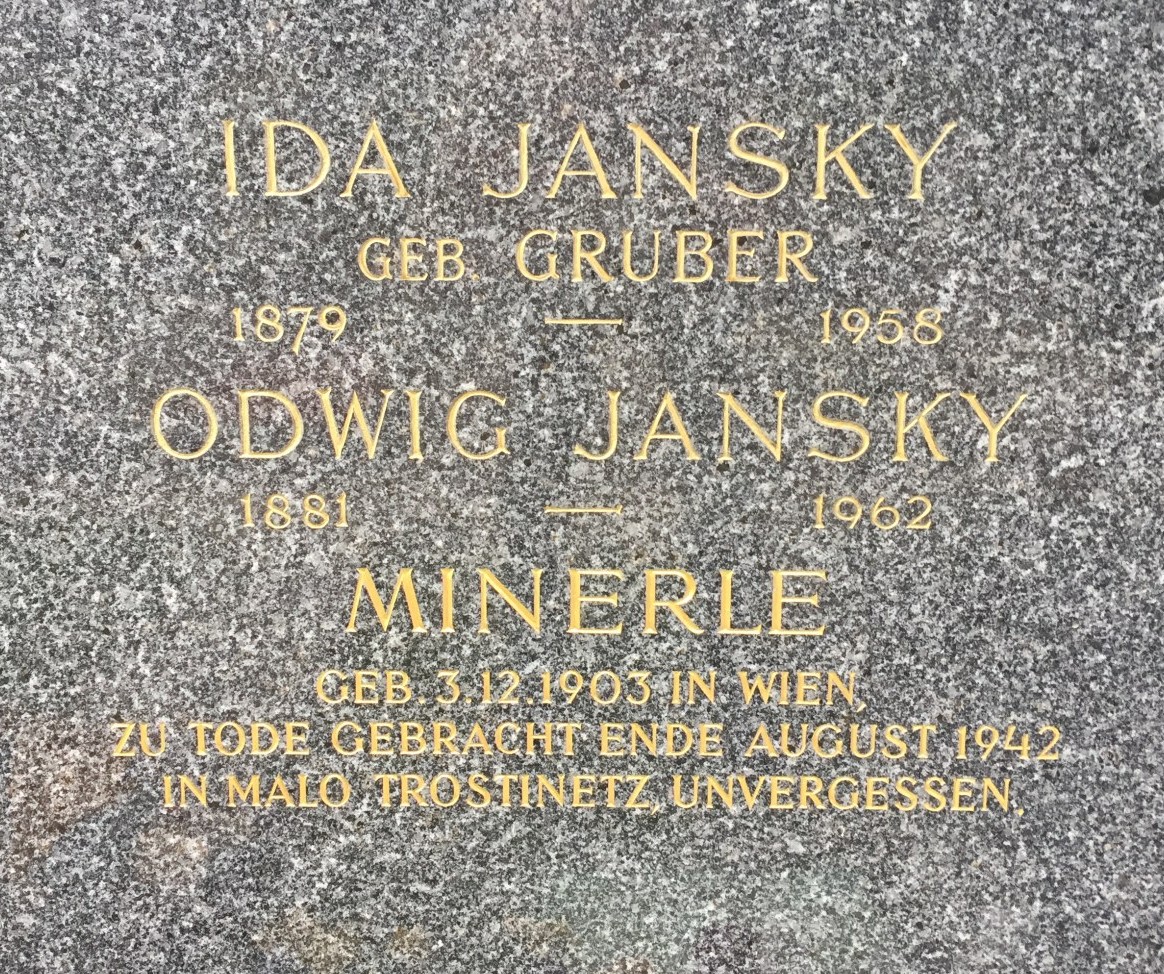 IDA JANSKY
GEB. GRUBER
1879 — 1958
ODWIG JANSKY
1881 — 1962
MINERLE
GEB. 3.12.1903 IN WIEN,
ZU TODE GEBRACHT ENDE AUGUST 1942
IN MALO TROSTINETZ, UNVERGESSEN.